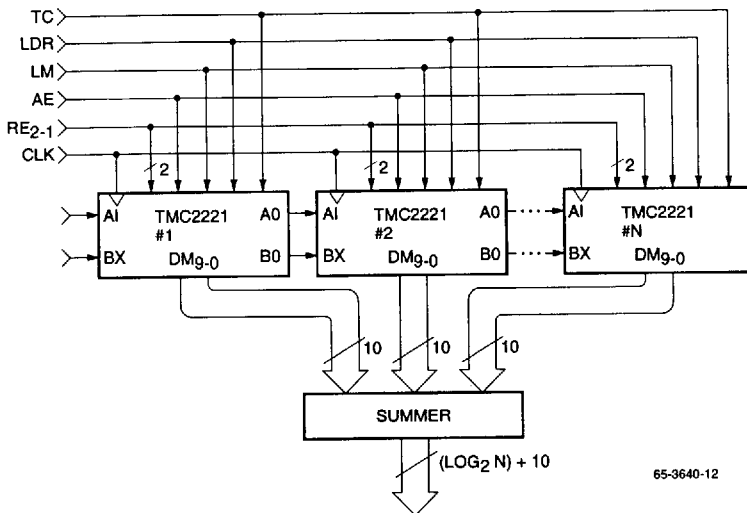 TC
LDR
LM
AE
RE2-1
CLK
2
2
2
AI
TMC2221
#1
A0
BX
DM9-0
B0
AI
TMC2221
#2
A0
BX
DM9-0
B0
AI
TMC2221
#N
BX
DM9-0
10
10
10
SUMMER
(LOG2 N) + 10
65-3640-12